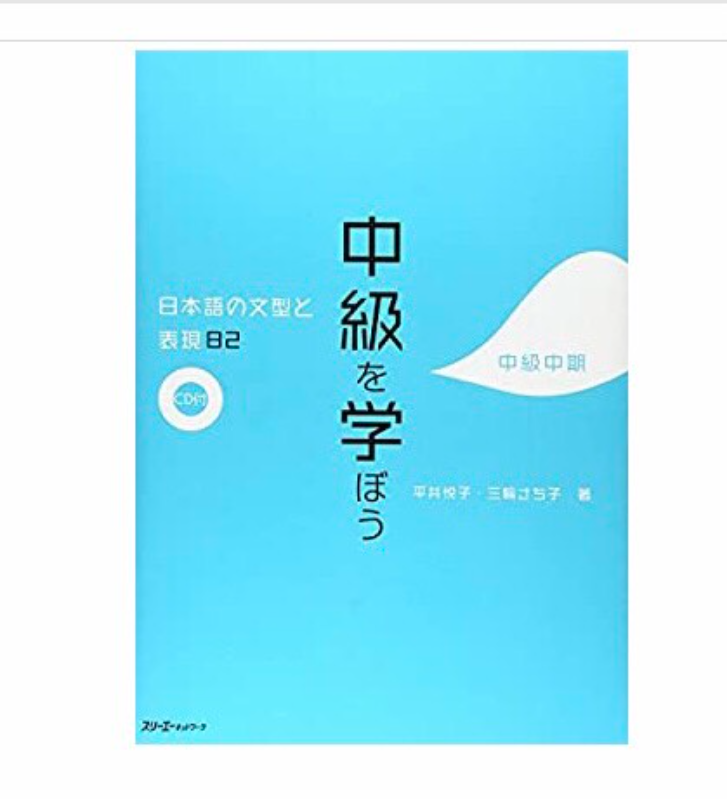 中級を学ぼう
日本語の文型と
表現82
CD付
中級中期
平井悦子・三輪さち子 著
スリーエーネットワーク